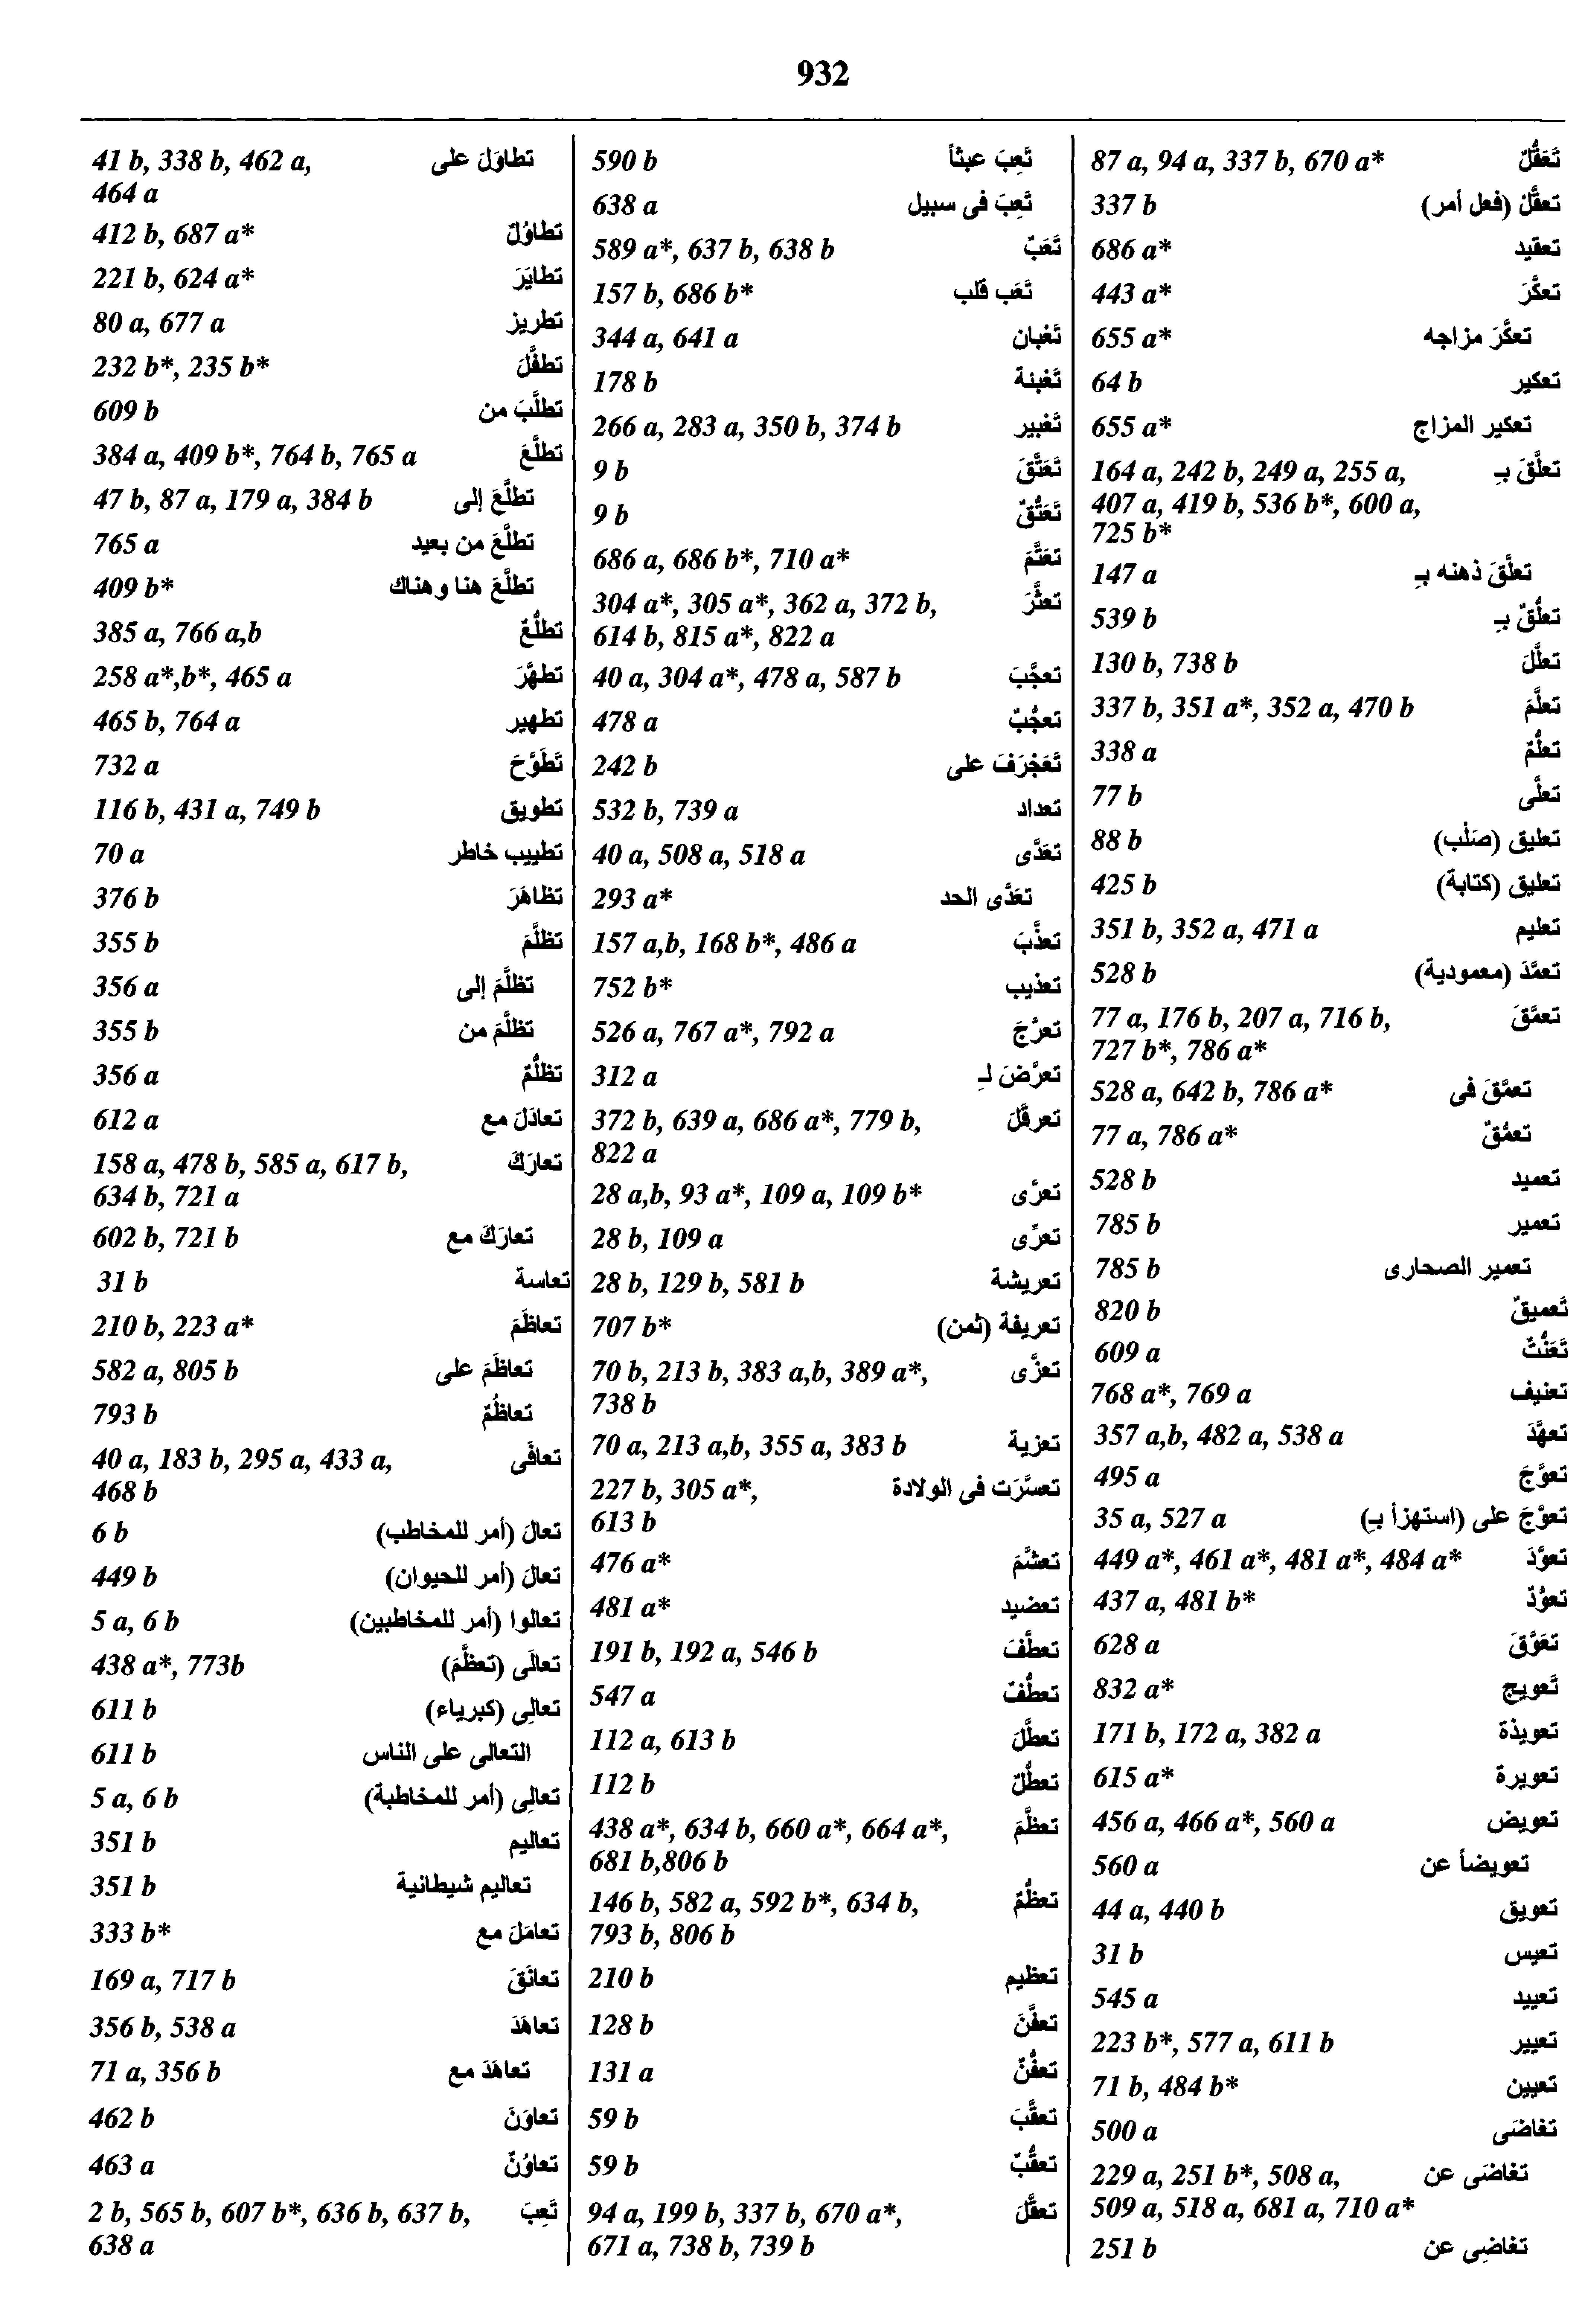 932
41 b, 338 b, 462 a, تطاوَلَ على
464 a
412 b, 687 a* تطاوُلٌ
221 b, 624 a* تطايَرَ
80 a, 677 a تطريز
232 b*, 235 b* تطفَّلَ
609 b تطلَّبَ من
384 a, 409 b*, 764 b, 765 a تطلَّعَ
47 b, 87 a, 179 a, 384 b تطلَّعَ إلى
765 a تطلَّعَ من بعيد
409 b* تطلَّعَ هنا وهناك
385 a, 766 a,b تطلُّعٌ
258 a*,b*, 465 a تطهَّرَ
465 b, 764 a تطهير
732 a تَطَوَّحَ
116 b, 431 a, 749 b تطويق
70 a تطييب خاطر
376 b تظاهَرَ
355 b تظلَّمَ
356 a تظلَّمَ إلى
355 b تظلَّمَ من
356 a تظلُّمٌ
612 a تعادَلَ مع
158 a, 478 b, 585 a, 617 b, تعارَكَ
634 b, 721 a
602 b, 721 b تعارَكَ مع
31 b تعاسة
210 b, 223 a* تعاظَمَ
582 a, 805 b تعاظَمَ على
793 b تعاظُمٌ
40 a, 183 b, 295 a, 433 a, تعافَى
468 b
6 b تعالَ (أمر للمخاطب)
449 b تعالَ (أمر للحيوان)
5 a, 6 b تعالوا (أمر للمخاطبين)
438 a*, 773b تعالَى (تعظَّمَ)
611 b تعالِى (كبرياء)
611 b التعالى على الناس
5 a, 6 b تعالِى (أمر للمخاطبة)
351 b تعاليم
351 b تعاليم شيطانية
333 b* تعامَلَ مع
169 a, 717 b تعانَقَ
356 b, 538 a تعاهَدَ
71 a, 356 b تعاهَدَ مع
462 b تعاوَنَ
463 a تعاوُنٌ
2 b, 565 b, 607 b*, 636 b, 637 b, تَعِبَ
638 a
590 b تَعِبَ عبثاً
638 a تَعِبَ فى سبيل
589 a*, 637 b, 638 b تَعَبٌ
157 b, 686 b* تَعَب قلب
344 a, 641 a تَعْبان
178 b تَعْبئة
266 a, 283 a, 350 b, 374 b تَعْبير
9 b تَعَتَّقَ
9 b تَعَتُّقٌ
686 a, 686 b*, 710 a* تَعَتَّمَ
304 a*, 305 a*, 362 a, 372 b, تعثَّرَ
614 b, 815 a*, 822 a
40 a, 304 a*, 478 a, 587 b تعجَّبَ
478 a تعجُّبٌ
242 b تَعَجْرَفَ على
532 b, 739 a تعداد
40 a, 508 a, 518 a تَعَدَّى
293 a* تَعَدَّى الحد
157 a,b, 168 b*, 486 a تعذَّبَ
752 b* تعذيب
526 a, 767 a*, 792 a تعرَّجَ
312 a تعرَّضَ لـِ
372 b, 639 a, 686 a*, 779 b, تعرقَلَ
822 a
28 a,b, 93 a*, 109 a, 109 b* تعرَّى
28 b, 109 a تعرِّى
28 b, 129 b, 581 b تعريشة
707 b* تعريفة (ثمن)
70 b, 213 b, 383 a,b, 389 a*, تعزَّى
738 b
70 a, 213 a,b, 355 a, 383 b تعزية
227 b, 305 a*, تعسَّرَت فى الولادة
613 b
476 a* تعشَّمَ
481 a* تعضيد
191 b, 192 a, 546 b تعطَّفَ
547 a تعطُّفٌ
112 a, 613 b تعطَّلَ
112 b تعطُّلٌ
438 a*, 634 b, 660 a*, 664 a*, تعظَّمَ
681 b,806 b
146 b, 582 a, 592 b*, 634 b, تعظُّمٌ
793 b, 806 b
210 b تعظيم
128 b تعفَّنَ
131 a تعفُّنٌ
59 b تعقَّبَ
59 b تعقُّبٌ
94 a, 199 b, 337 b, 670 a*, تعقَّلَ
671 a, 738 b, 739 b
87 a, 94 a, 337 b, 670 a* تَعَقُّلٌ
337 b تعقَّلْ (فعل أمر)
686 a* تعقيد
443 a* تعكَّرَ
655 a* تعكَّرَ مزاجه
64 b تعكير
655 a* تعكير المزاج
164 a, 242 b, 249 a, 255 a, تعلَّقَ بـِ
407 a, 419 b, 536 b*, 600 a,
725 b*
147 a تعلَّقَ ذهنه بـِ
539 b تعلُّقٌ بـِ
130 b, 738 b تعلَّلَ
337 b, 351 a*, 352 a, 470 b تعلَّمَ
338 a تعلُّمٌ
77 b تعلَّى
88 b تعليق (صَلْب)
425 b تعليق (كتابة)
351 b, 352 a, 471 a تعليم
528 b تعمَّدَ (معمودية)
77 a, 176 b, 207 a, 716 b, تعمَّقَ
727 b*, 786 a*
528 a, 642 b, 786 a* تعمَّقَ فى
77 a, 786 a* تعمُّقٌ
528 b تعميد
785 b تعمير
785 b تعمير الصحارى
820 b تَعميقٌ
609 a تَعَنُّتٌ
768 a*, 769 a تعنيف
357 a,b, 482 a, 538 a تعهَّدَ
495 a تعوَّجَ
35 a, 527 a تعوَّجَ على (استهزأ بـِ)
449 a*, 461 a*, 481 a*, 484 a* تعوَّدَ
437 a, 481 b* تعوُّدٌ
628 a تَعَوَّقَ
832 a* تَعويج
171 b, 172 a, 382 a تعويذة
615 a* تعويرة
456 a, 466 a*, 560 a تعويض
560 a تعويضاً عن
44 a, 440 b تعويق
31 b تعيس
545 a تعييد
223 b*, 577 a, 611 b تعيير
71 b, 484 b* تعيين
500 a تغاضَى
229 a, 251 b*, 508 a, تغاضَى عن
509 a, 518 a, 681 a, 710 a*
251 b تغاضِى عن